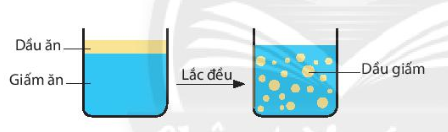 Dầu ăn
Giấm ăn
Lắc đều
Dầu giấm